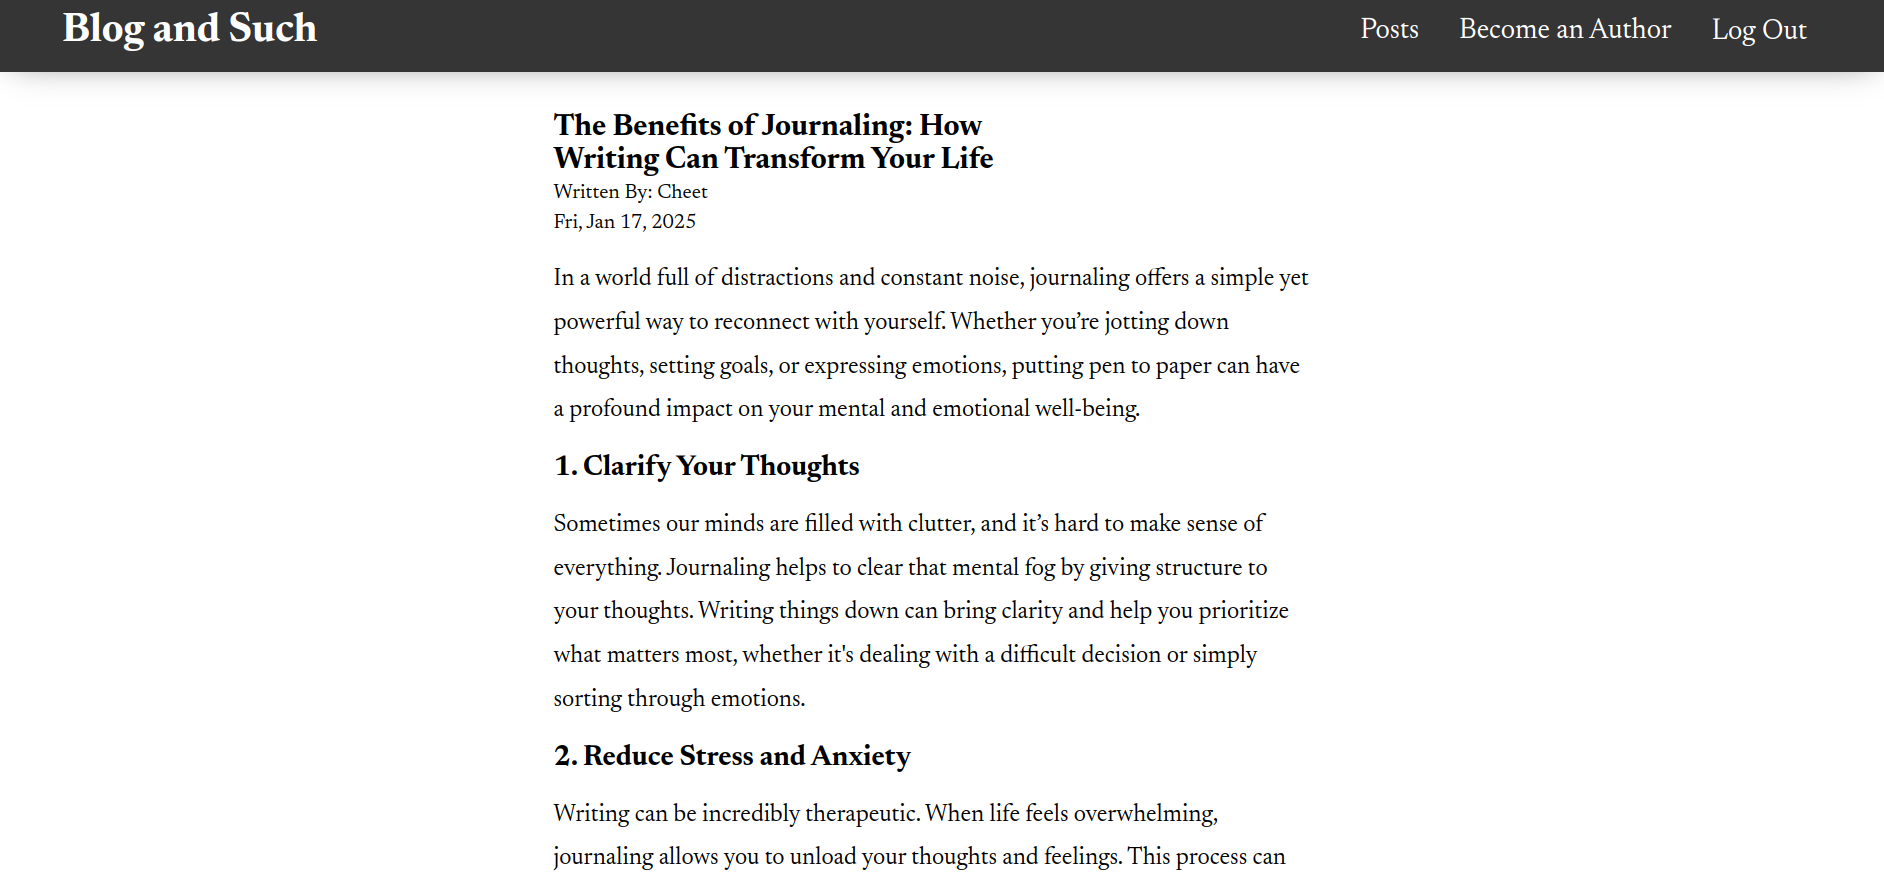 Blog and Such
Posts
Become an Author
Log Out
The Benefits of Journaling: How
Writing Can Transform Your Life
Written By: Cheet
Fri, Jan 17, 2025
In a world full of distractions and constant noise, journaling offers a simple yet
powerful way to reconnect with yourself. Whether you’re jotting down
thoughts, setting goals, or expressing emotions, putting pen to paper can have
a profound impact on your mental and emotional well-being.
1. Clarify Your Thoughts
Sometimes our minds are filled with clutter, and it’s hard to make sense of
everything. Journaling helps to clear that mental fog by giving structure to
your thoughts. Writing things down can bring clarity and help you prioritize
what matters most, whether it's dealing with a difficult decision or simply
sorting through emotions.
2. Reduce Stress and Anxiety
Writing can be incredibly therapeutic. When life feels overwhelming,
journaling allows you to unload your thoughts and feelings. This process can